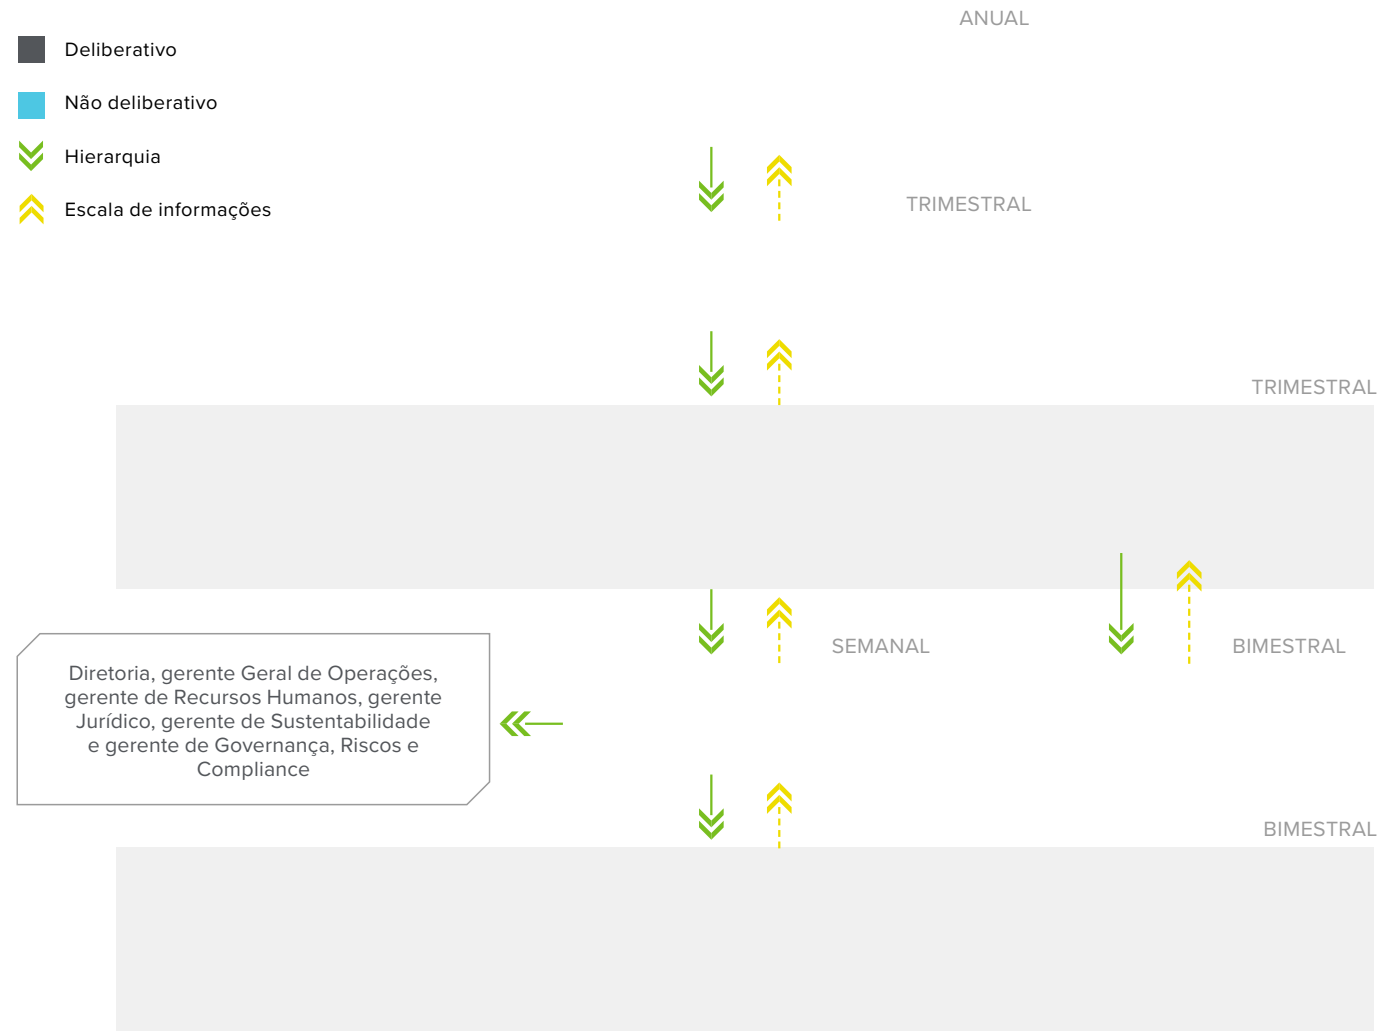 ANUAL
Deliberativo
Não deliberativo
Hierarquia
Escala de informações
TRIMESTRAL
TRIMESTRAL
SEMANAL
BIMESTRAL
Diretoria, gerente Geral de Operações,
gerente de Recursos Humanos, gerente
Jurídico, gerente de Sustentabilidade
e gerente de Governança, Riscos e
Compliance
BIMESTRAL